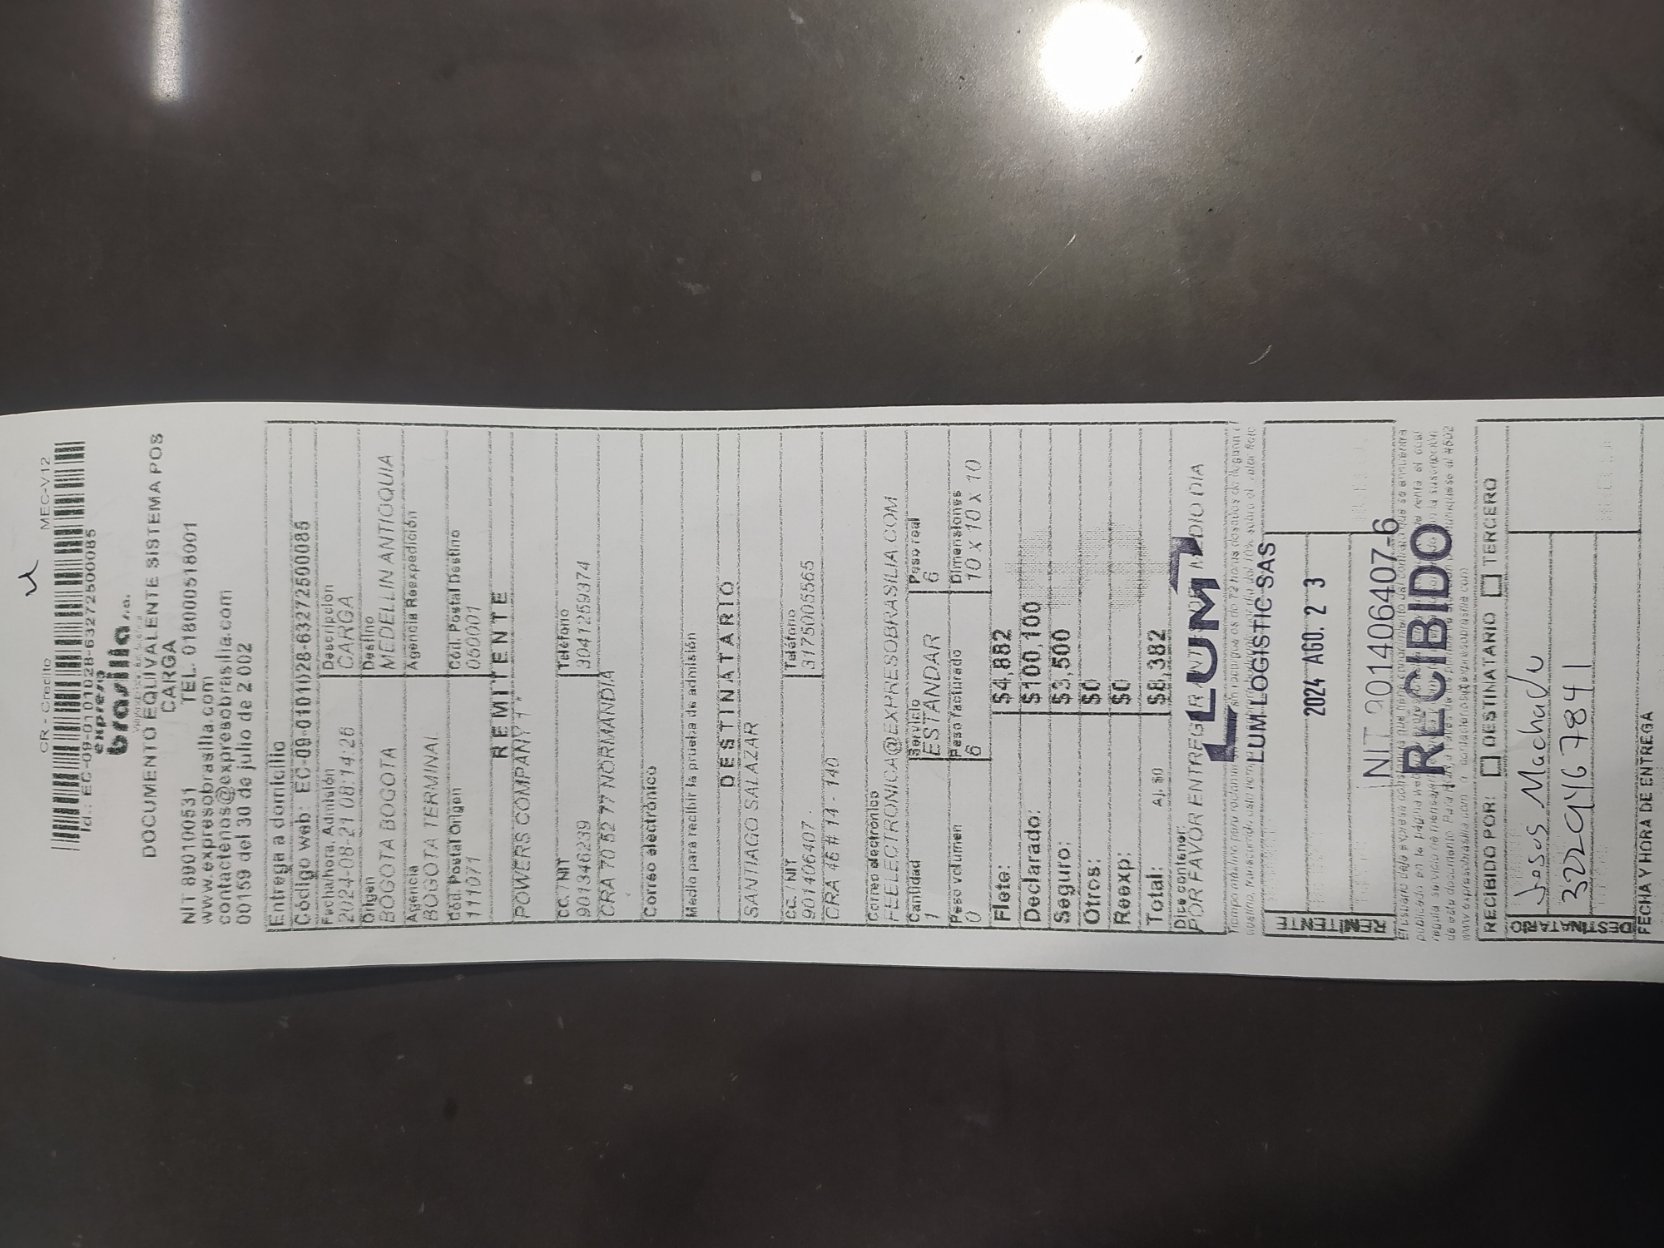 CR - Credito MEC-V12
Id.: EC-09-0101028-63272500085
expreso
brasilia s.a.
DOCUMENTO EQUIVALENTE SISTEMA POS
CARGA
NIT 890100531 TEL. 018000518001
www.expresobrasilia.com
contactenos@expresobrasilia.com
00159 del 30 de julio de 2 002
Entrega a domicilio
Código web: EC-09-0101028-63272500085
Fecha/hora. Admisión Descripción
2024-08-21 08:14:26 CARGA
Origen Destino
BOGOTA BOGOTA MEDELLIN ANTIOQUIA
Agencia Agencia Reexpedición
BOGOTA TERMINAL
Cód. Postal Origen Cód. Postal Destino
111071 050001
REMITENTE
POWERS COMPANY
CC. / NIT Teléfono
901346239 3041259374
CRA 70 B 52 77 NORMANDIA
Correo electrónico
Medio para recibir la prueba de admisión
DESTINATARIO
SANTIAGO SALAZAR
CC. / NIT Teléfono
901406407 3175005565
CRA 46 # 14 - 140
Correo electrónico
FEELECTRONICA@EXPRESOBRASILIA.COM
Cantidad Servicio Peso real
1 ESTANDAR 6
Peso volumen Peso facturado Dimensiones
0 6 10 x 10 x 10
Flete: $4,882
Declarado: $100,100
Seguro: $3,500
Otros: $0
Reexp: $0
Total: Aj. $0 $8,382
Dice contener:
POR FAVOR ENTREGAR MEDIO DIA
LUM
LUM LOGISTIC SAS
2024 AGO. 23
NIT 901406407-6
RECIBIDO
REMITENTE
RECIBIDO POR: DESTINATARIO TERCERO
Jesus Machado
3229467841
DESTINATARIO
FECHA Y HORA DE ENTREGA